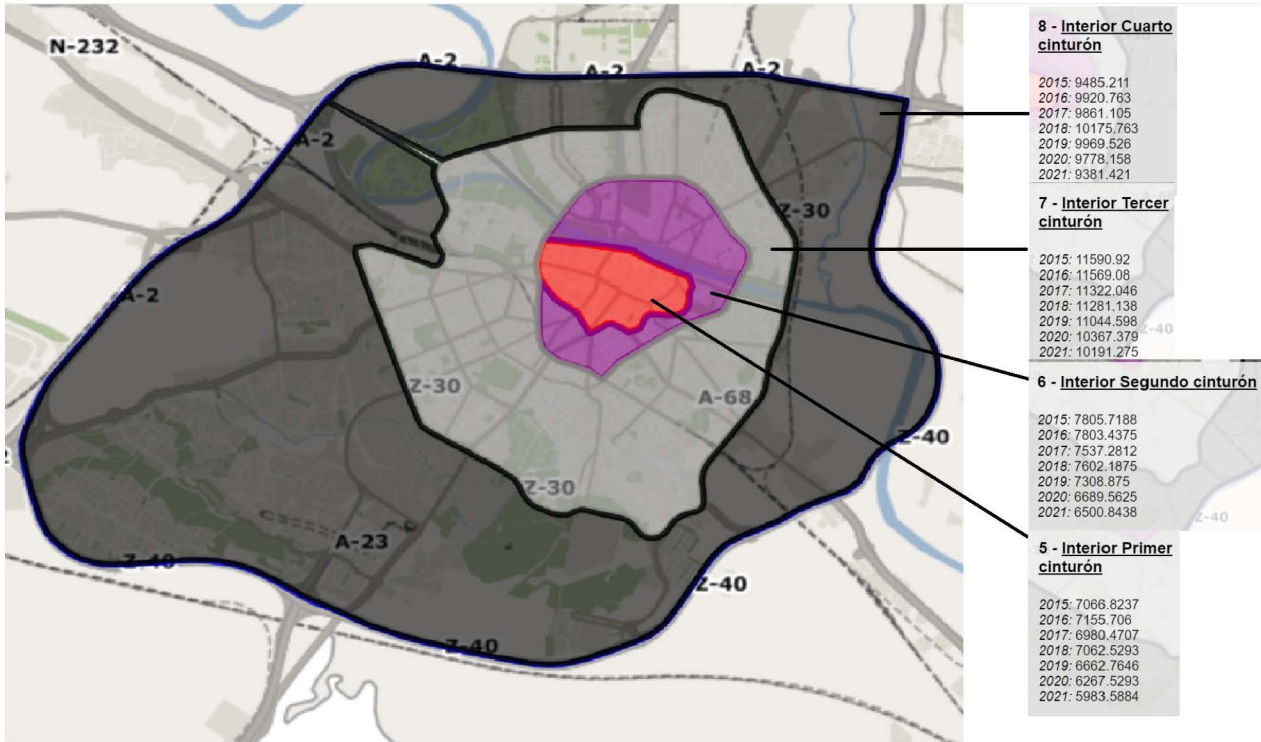 N-232
A-2
A-2
A-2
A-2
A-2
Z-30
Z-30
A-68
Z-40
Z-30
A-23
Z-40
Z-40
Z-40
8 - Interior Cuarto
cinturón
2015: 9485.211
2016: 9920.763
2017: 9861.105
2018: 10175.763
2019: 9969.526
2020: 9778.158
2021: 9381.421
7 - Interior Tercer
cinturón
2015: 11590.92
2016: 11569.08
2017: 11322.046
2018: 11281.138
2019: 11044.598
2020: 10367.379
2021: 10191.275
Z-40
6 - Interior Segundo cinturón
2015: 7805.7188
2016: 7803.4375
2017: 7537.2812
2018: 7602.1875
2019: 7308.875
2020: 6689.5625
2021: 6500.8438
Z-40
5 - Interior Primer
cinturón
2015: 7066.8237
2016: 7155.706
2017: 6980.4707
2018: 7062.5293
2019: 6662.7646
2020: 6267.5293
2021: 5983.5884